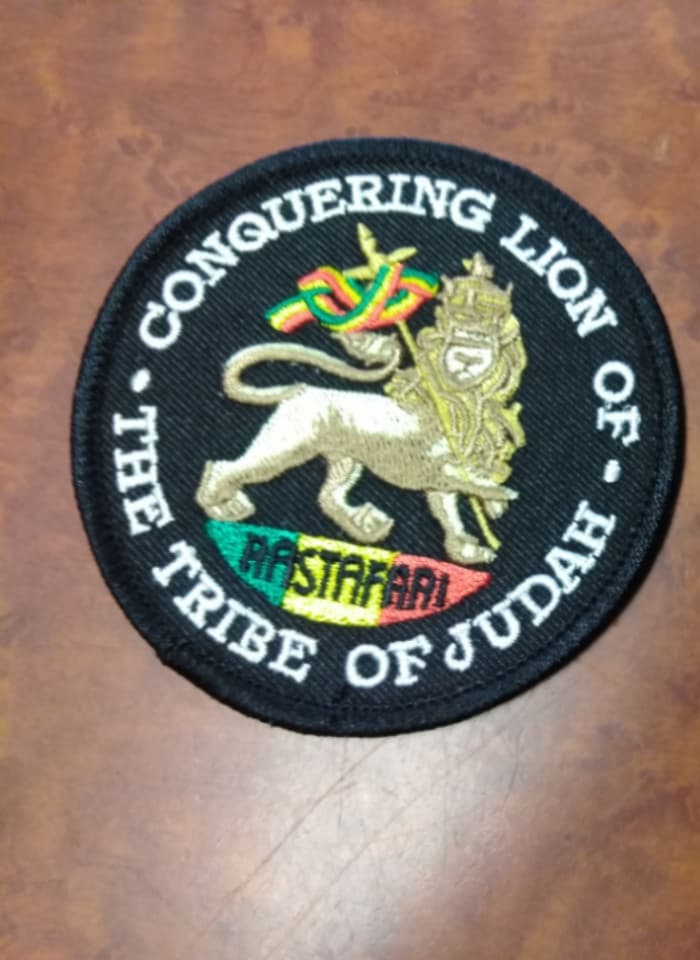 CONQUERING LION OF •
• THE TRIBE OF JUDAH
RASTAFARI